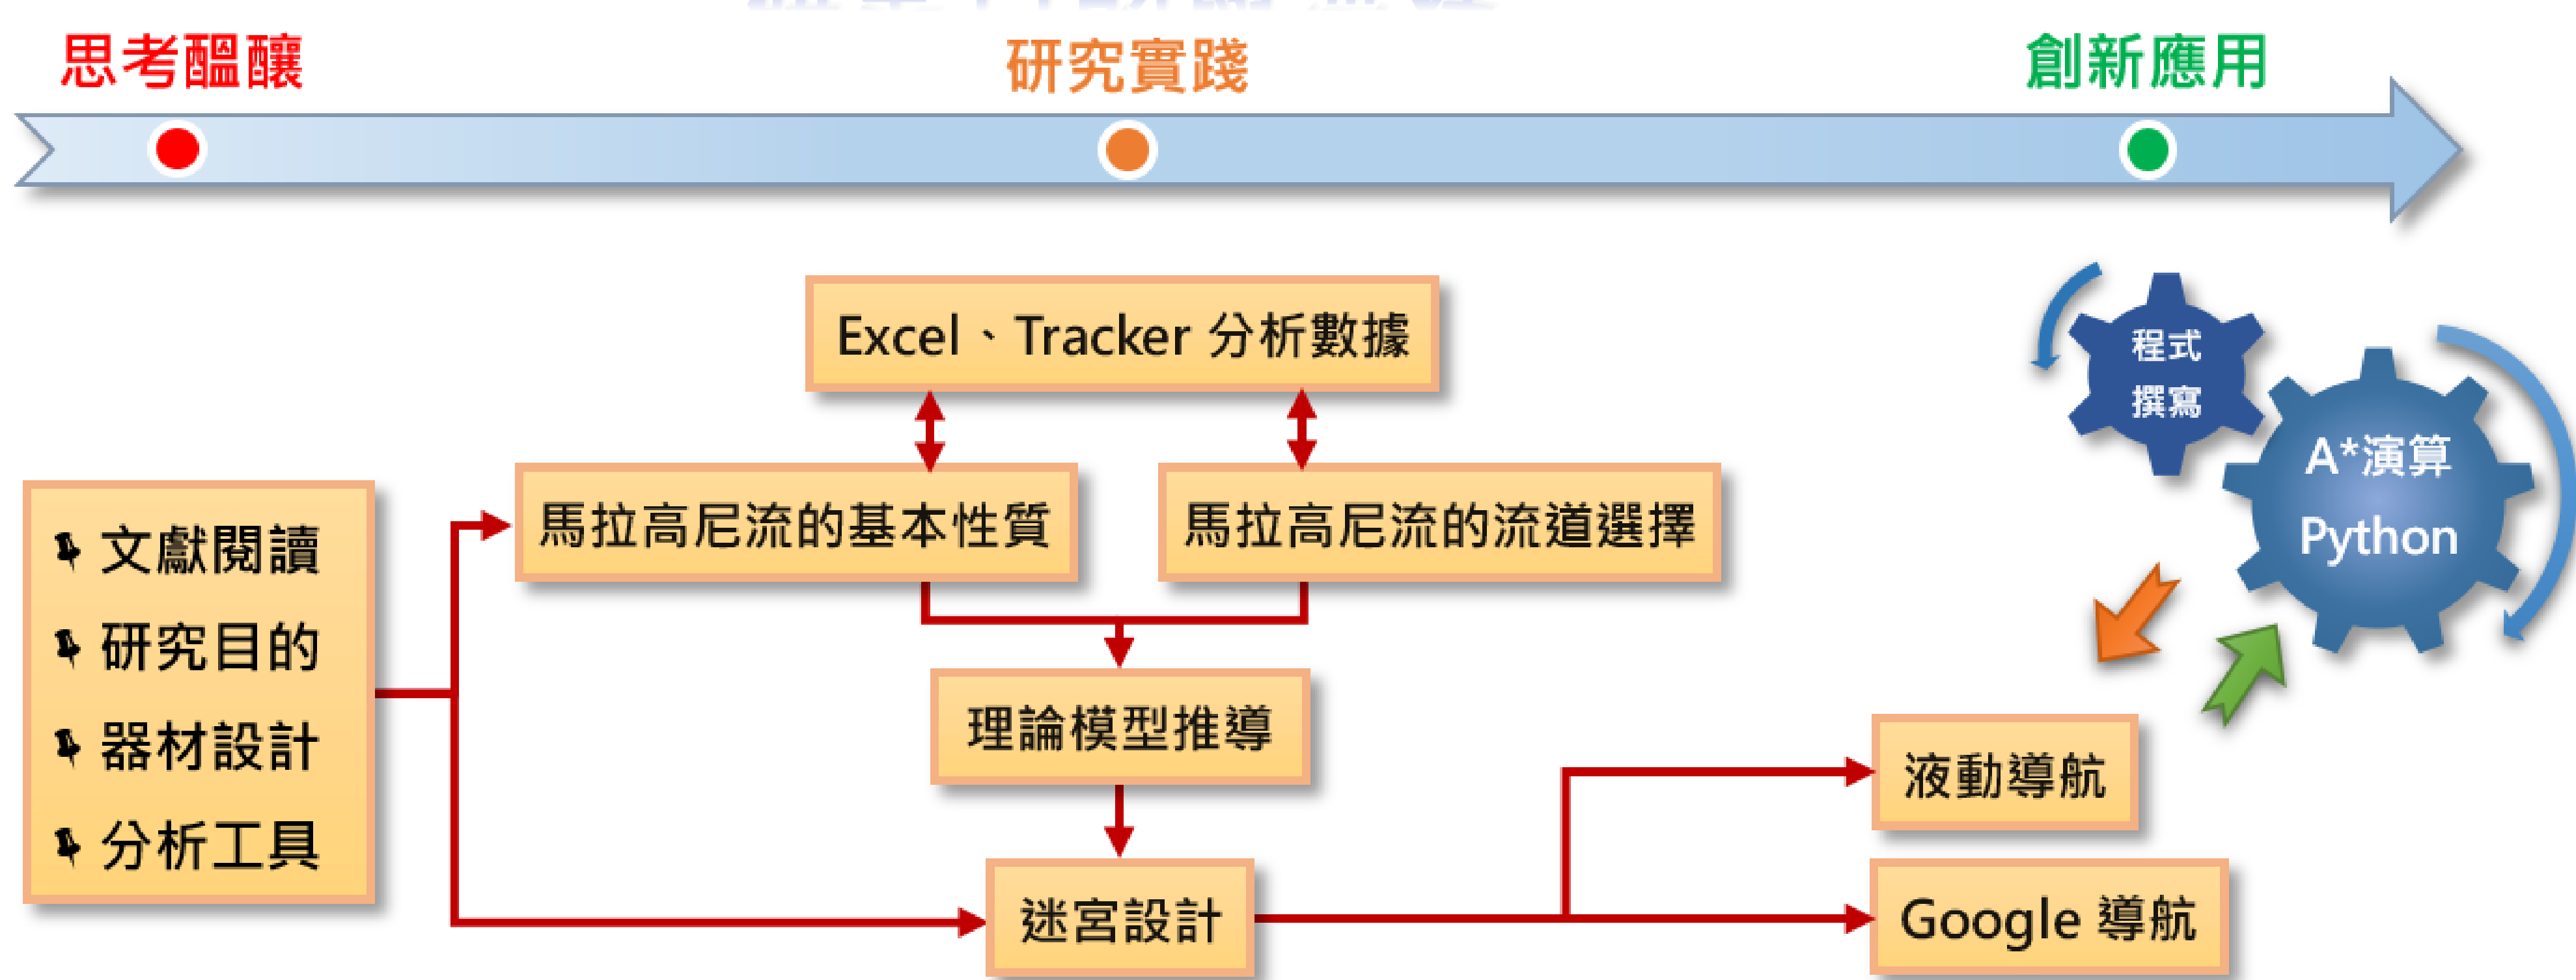 思考醞釀
研究實踐
創新應用
Excel、Tracker 分析數據
程式
撰寫
A*演算
Python
馬拉高尼流的基本性質
馬拉高尼流的流道選擇
文獻閱讀
研究目的
器材設計
分析工具
理論模型推導
液動導航
迷宮設計
Google 導航